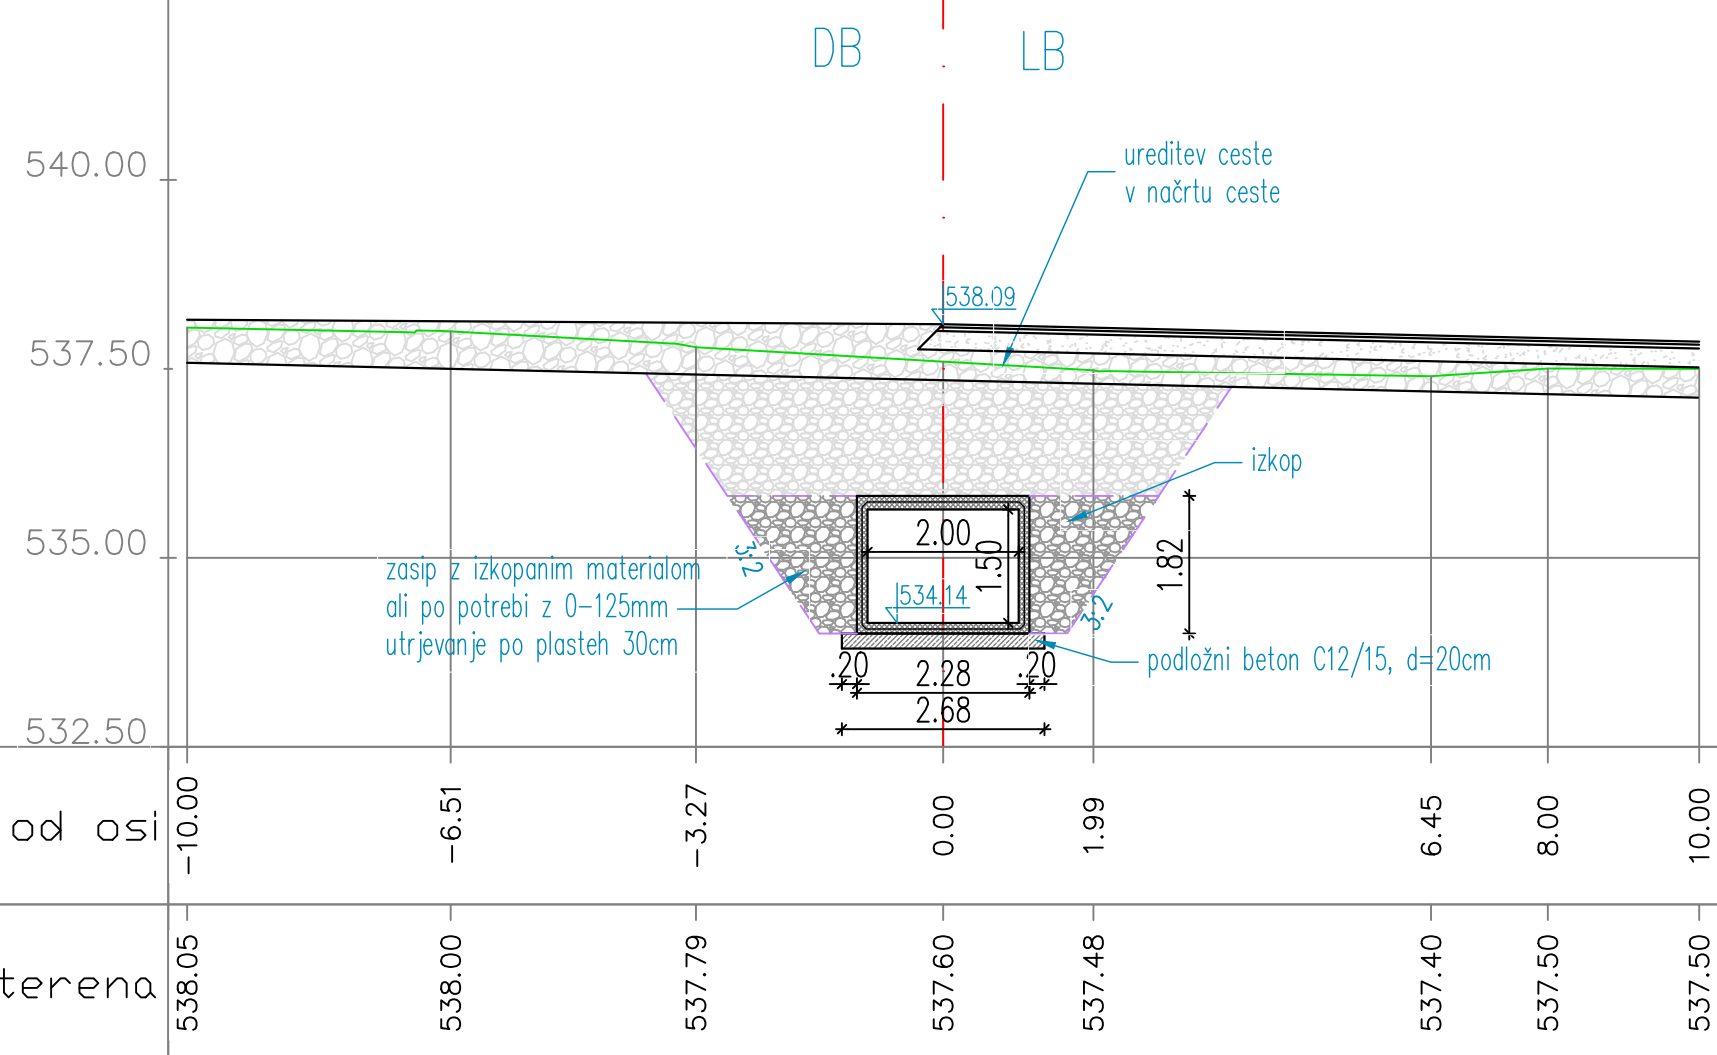 DB
LB
ureditev ceste
v načrtu ceste
540.00
538.09
537.50
izkop
2.00
1.50
1.82
535.00
3:2
zasip z izkopanim materialom
ali po potrebi z 0-125mm
utrjevanje po plasteh 30cm
534.14
3:2
podložni beton C12/15, d=20cm
.20
2.28
.20
2.68
532.50
od osi
-10.00
-6.51
-3.27
0.00
1.99
6.45
8.00
10.00
terena
538.05
538.00
537.79
537.60
537.48
537.40
537.50
537.50